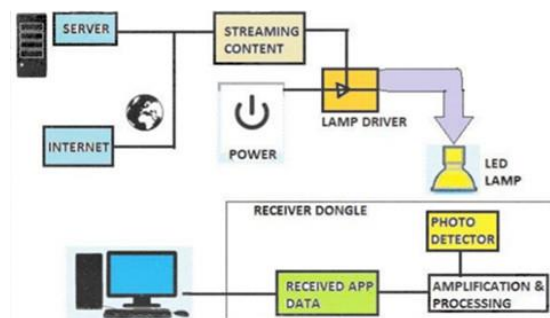 SERVER
STREAMING
CONTENT
INTERNET
POWER
LAMP DRIVER
LED
LAMP
RECEIVER DONGLE
PHOTO
DETECTOR
RECEIVED APP
DATA
AMPLIFICATION &
PROCESSING